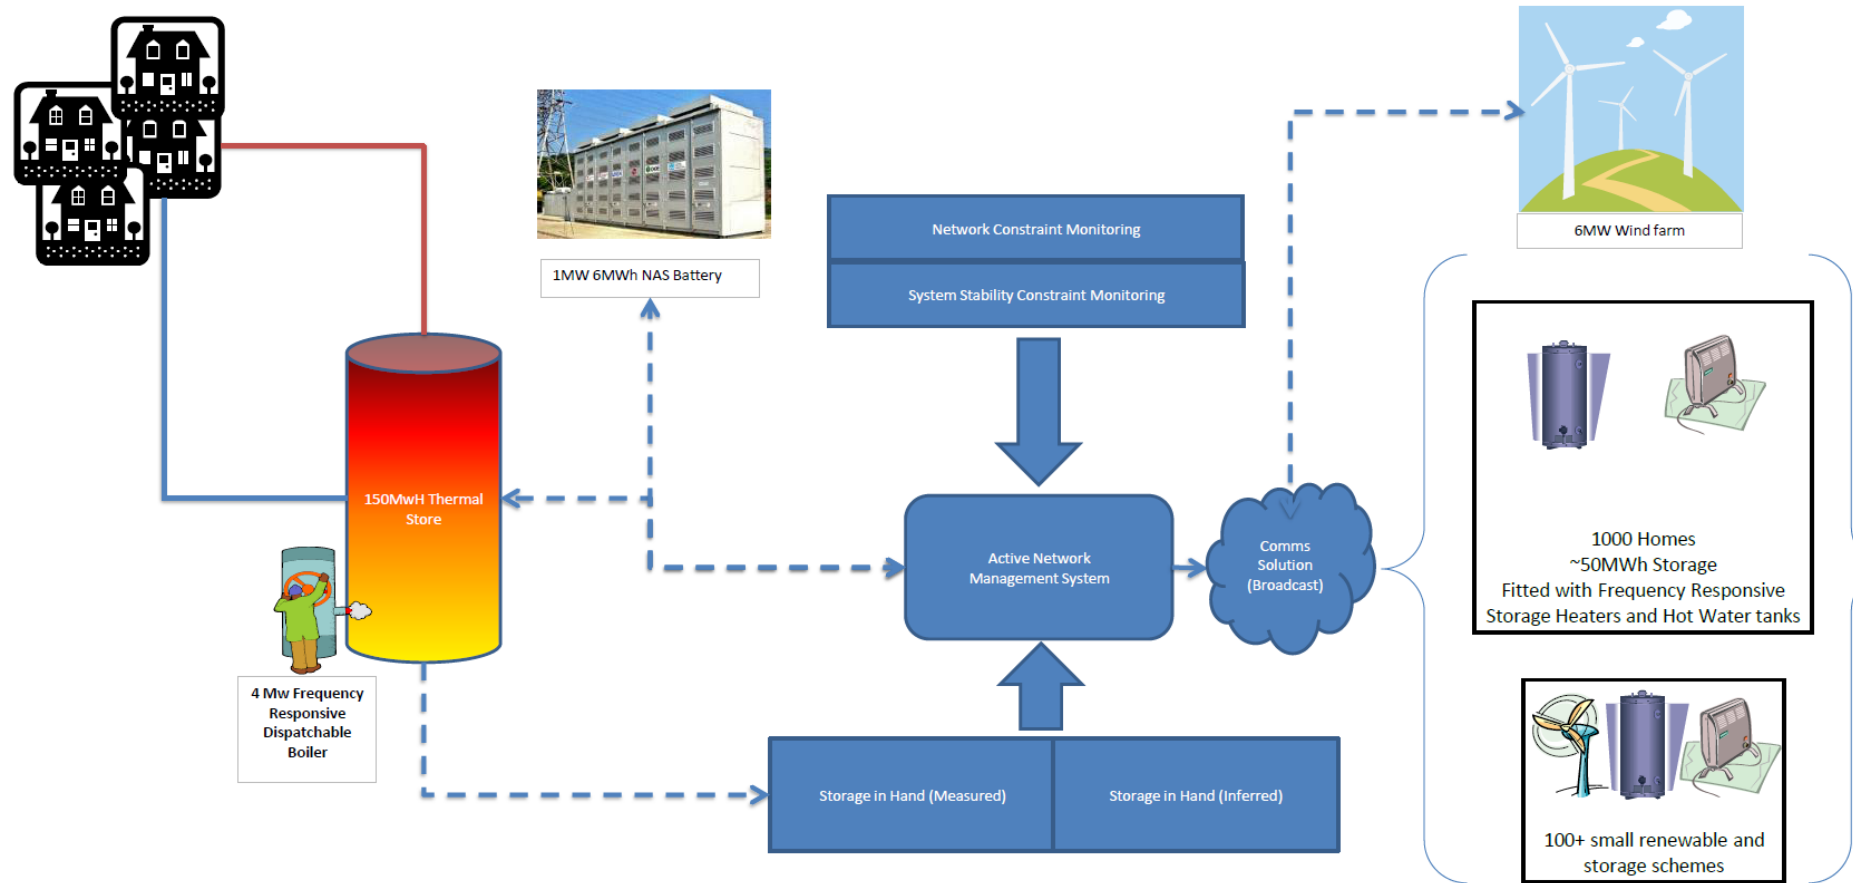 1MW 6MWh NAS Battery
Network Constraint Monitoring
System Stability Constraint Monitoring
6MW Wind farm
150MwH Thermal
Store
4 Mw Frequency
Responsive
Dispatchable
Boiler
Active Network
Management System
Comms
Solution
(Broadcast)
1000 Homes
~50MWh Storage
Fitted with Frequency Responsive
Storage Heaters and Hot Water tanks
Storage in Hand (Measured)
Storage in Hand (Inferred)
100+ small renewable and
storage schemes